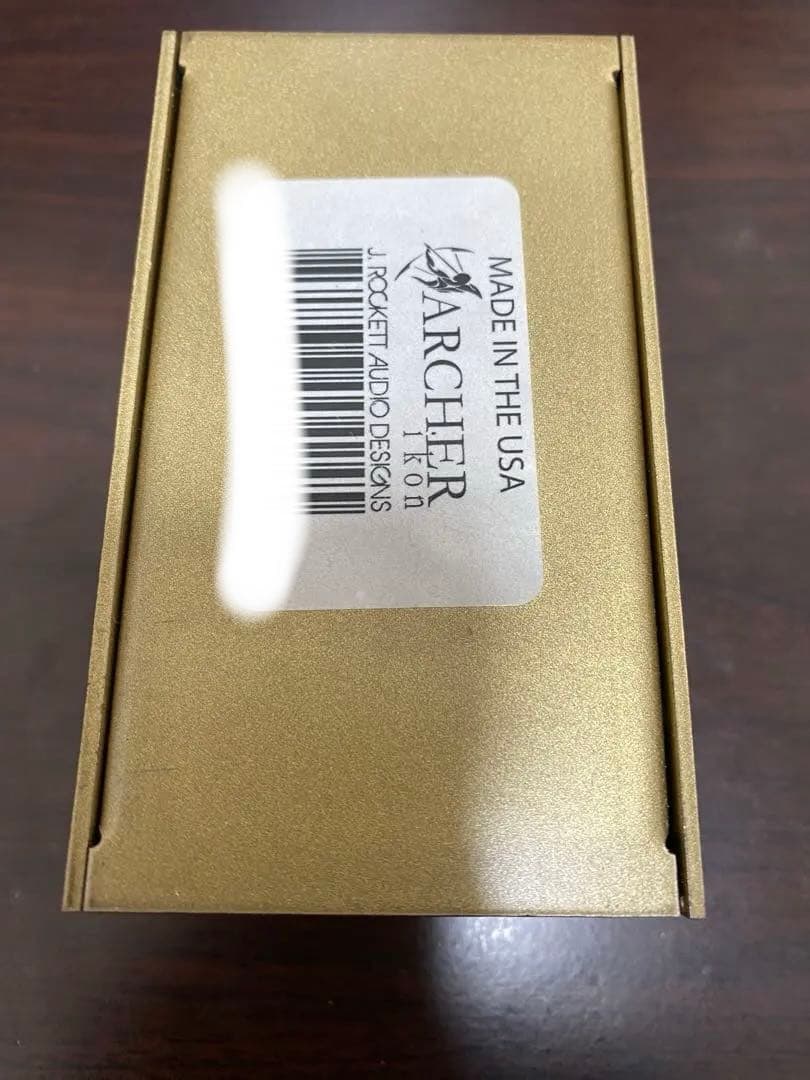 MADE IN THE USA
ARCHER
ikon
J. ROCKETT AUDIO DESIGNS